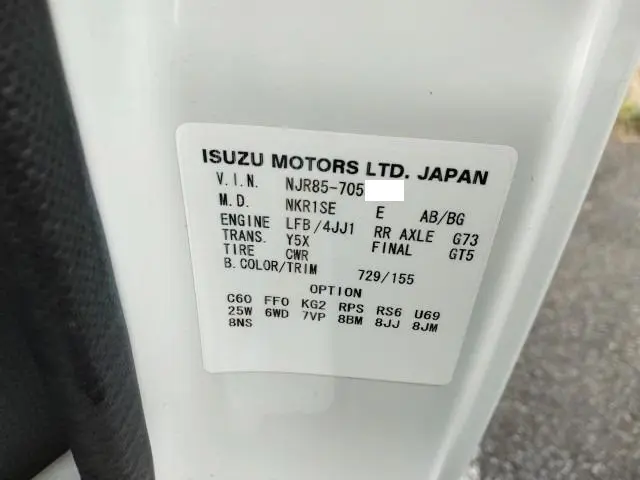 ISUZU MOTORS LTD. JAPAN
V.I.N. NJR85-705
M.D. NKR1SE E AB/BG
ENGINE LFB/4JJ1 RR AXLE G73
TRANS. Y5X FINAL GT5
TIRE CWR
B.COLOR/TRIM 729/155
OPTION
C60 FFO KG2 RPS RS6 U69
25W 6WD 7VP 8BM 8JJ 8JM
8NS